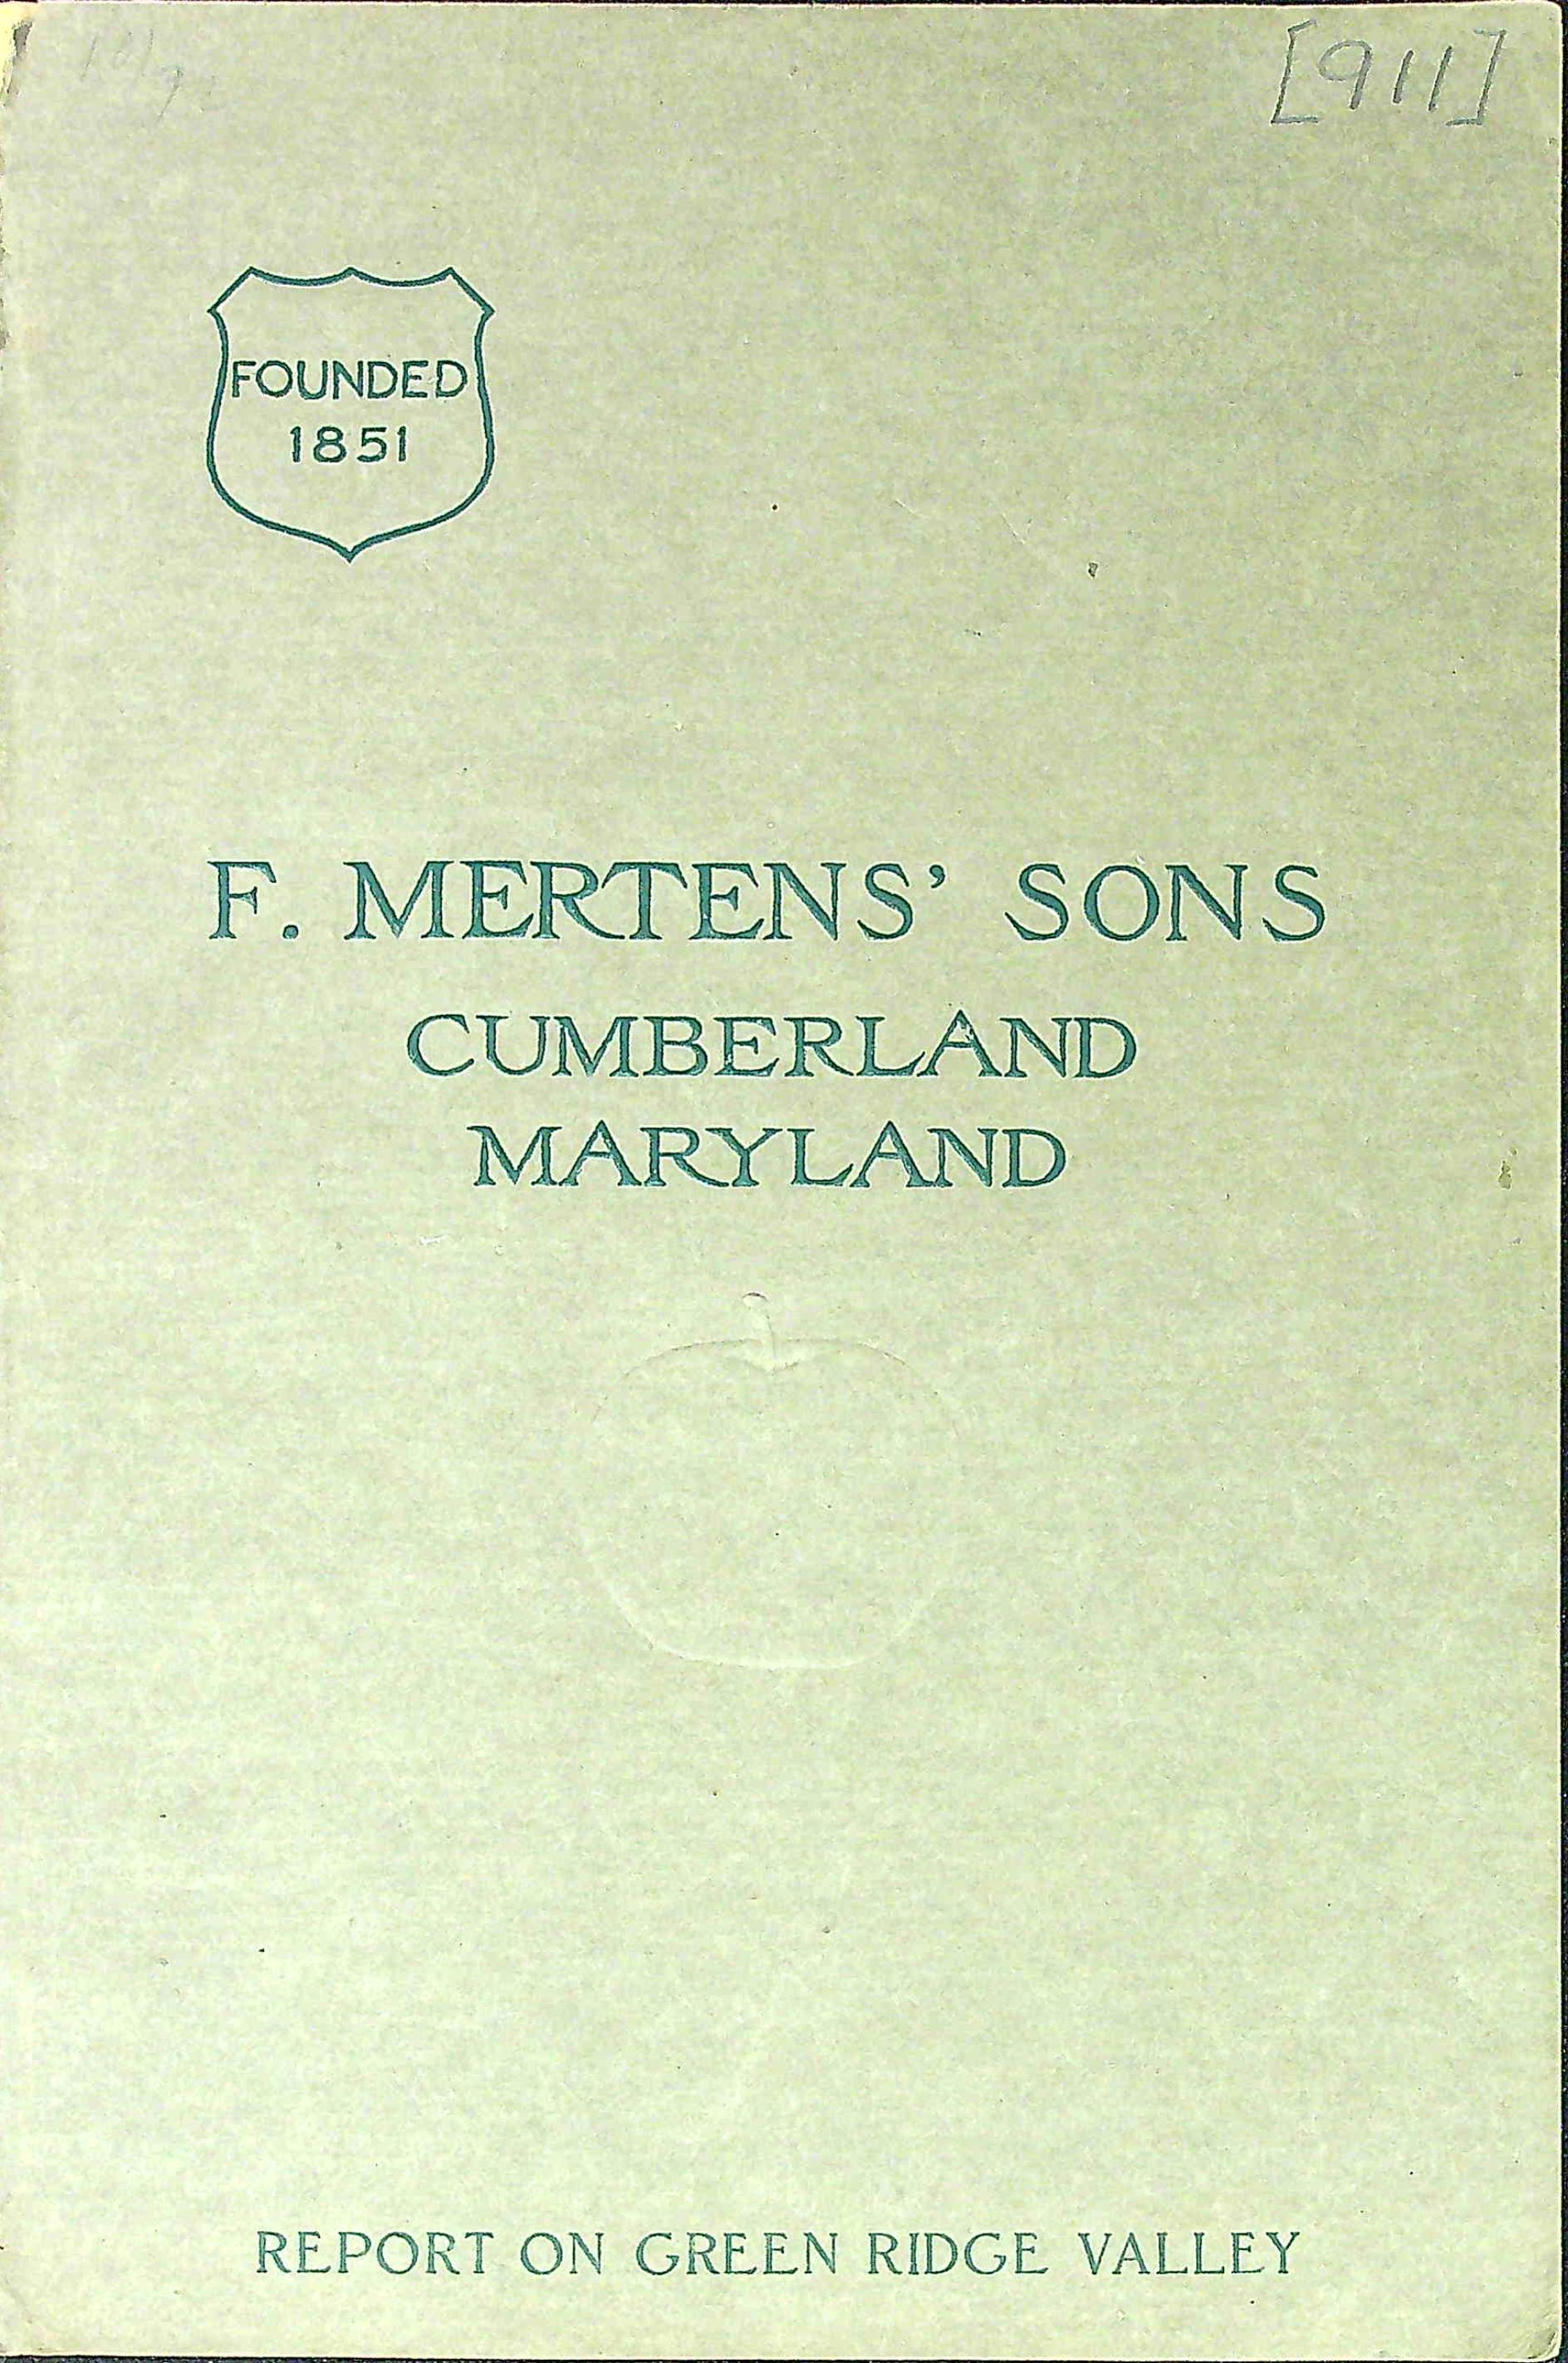 [911]
FOUNDED
1851
F. MERTENS' SONS
CUMBERLAND
MARYLAND
REPORT ON GREEN RIDGE VALLEY